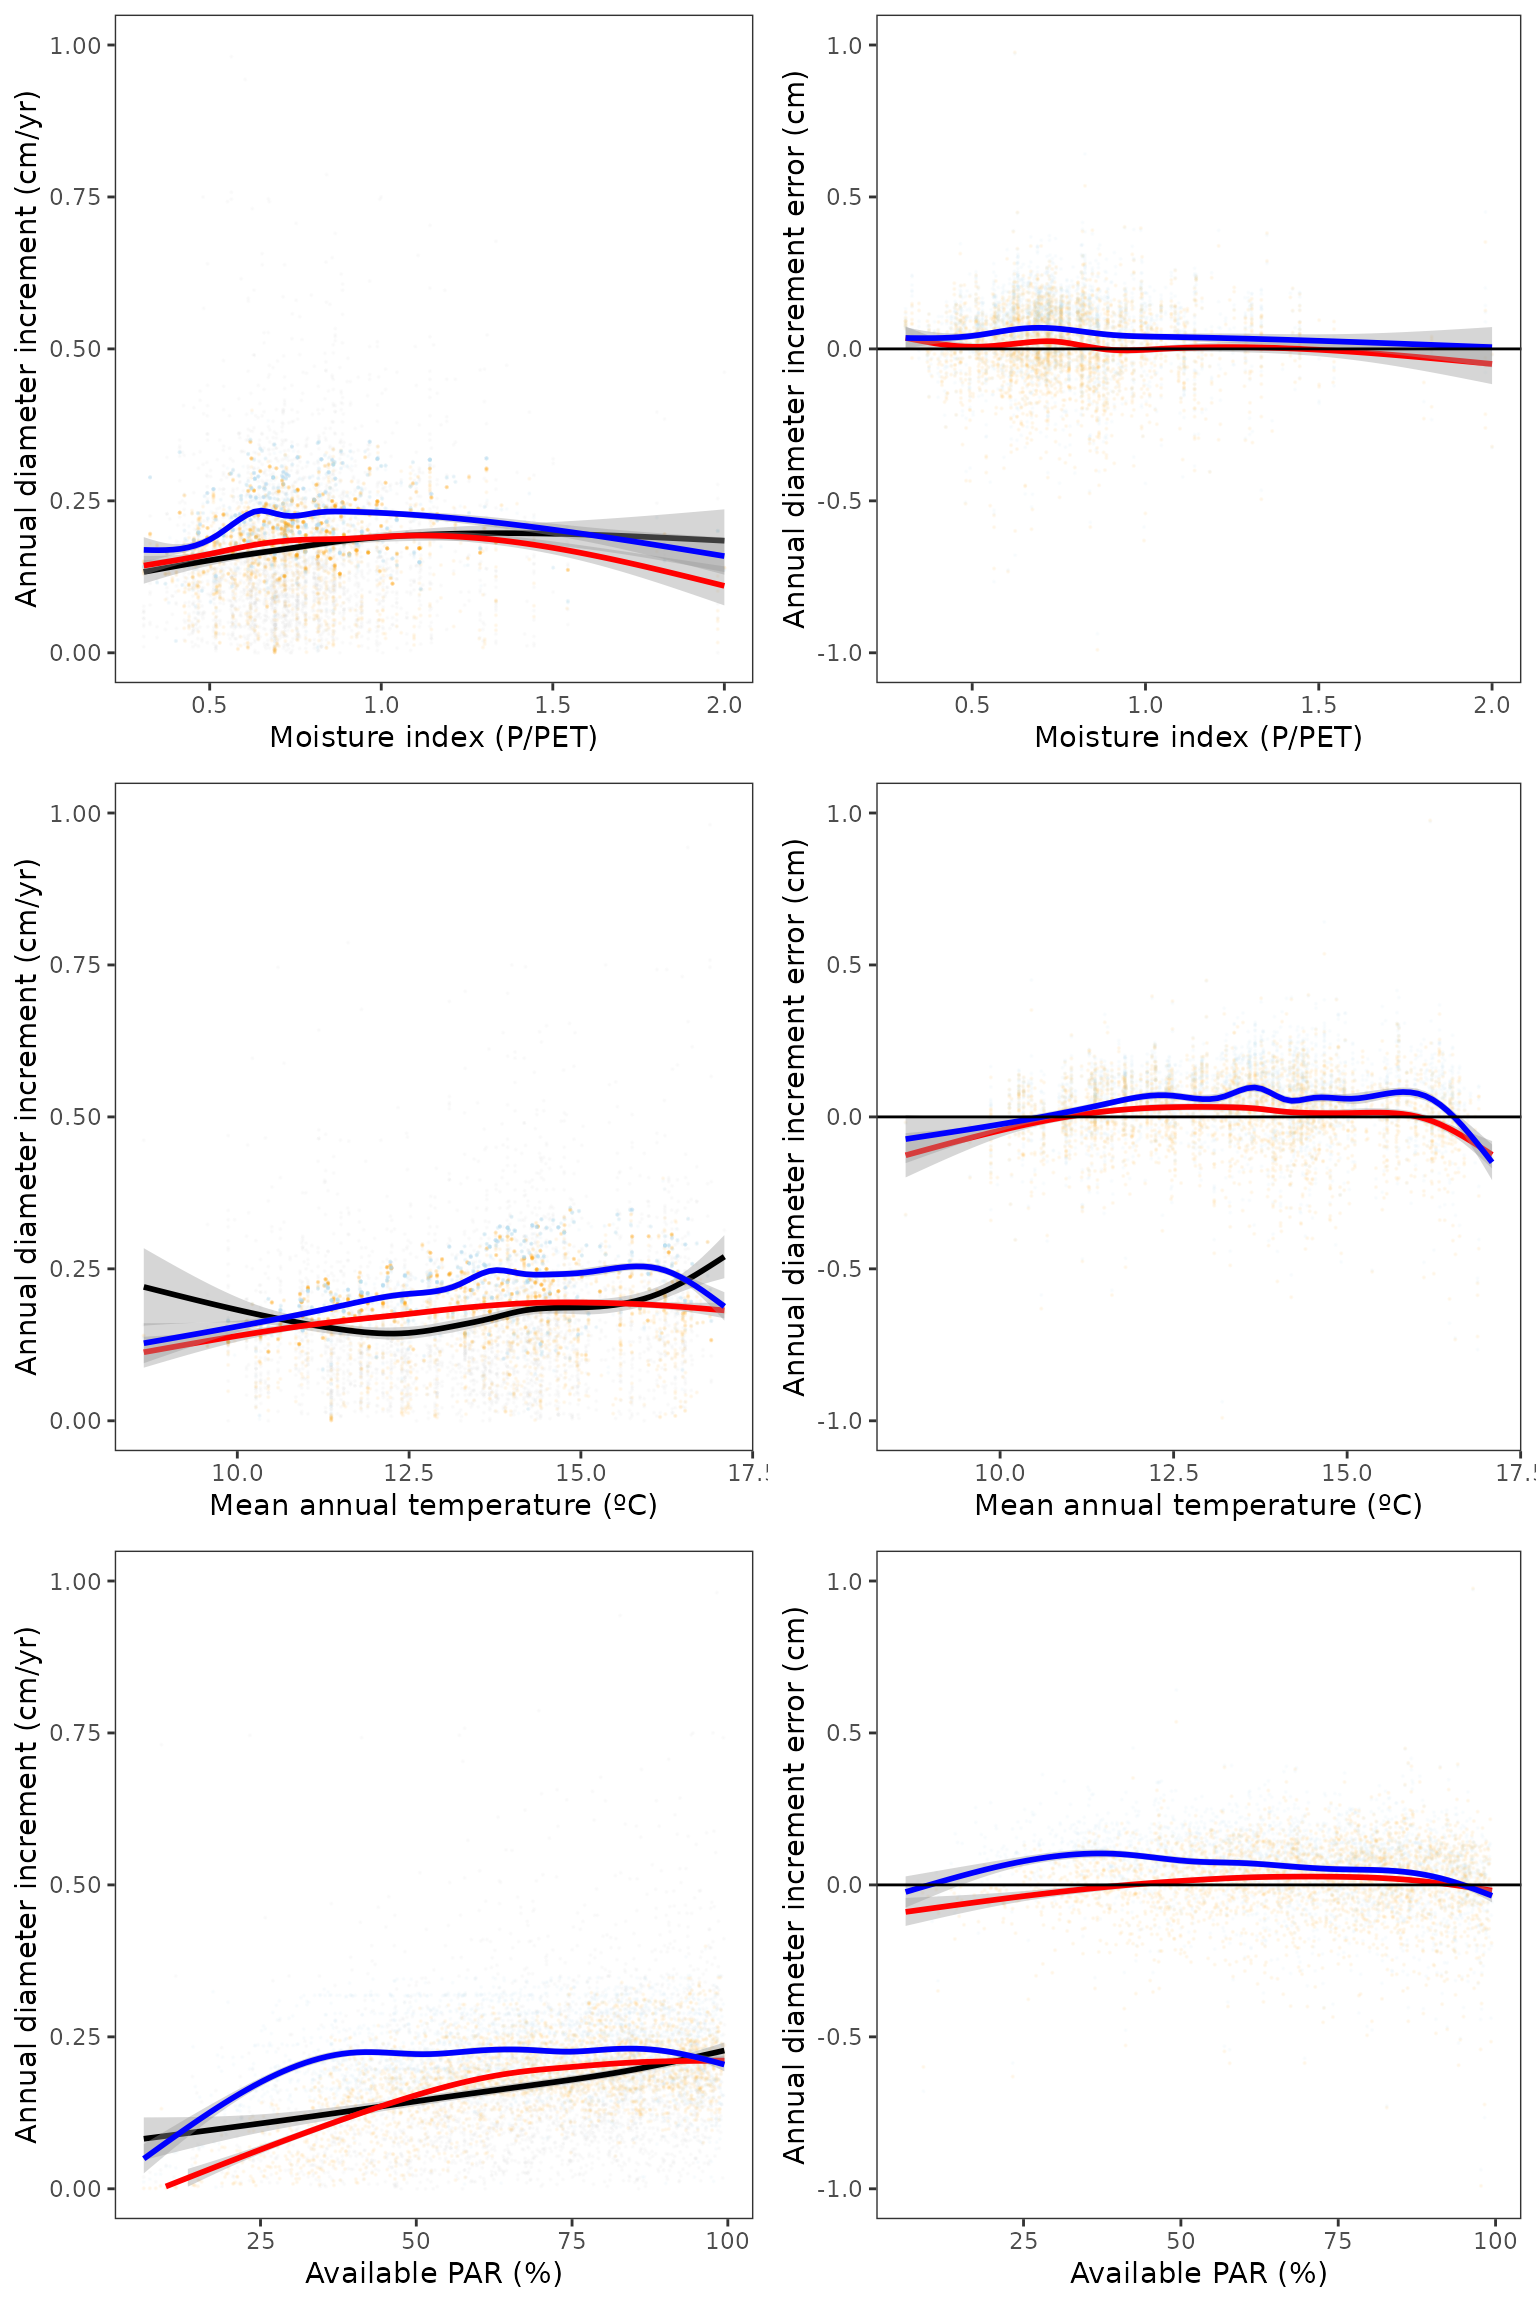 Annual diameter increment (cm/yr)
1.00
0.75
0.50
0.25
0.00
0.5 1.0 1.5 2.0
Moisture index (P/PET)
Annual diameter increment error (cm)
1.0
0.5
0.0
-0.5
-1.0
0.5 1.0 1.5 2.0
Moisture index (P/PET)
Annual diameter increment (cm/yr)
1.00
0.75
0.50
0.25
0.00
10.0 12.5 15.0 17.5
Mean annual temperature (ºC)
Annual diameter increment error (cm)
1.0
0.5
0.0
-0.5
-1.0
10.0 12.5 15.0 17.5
Mean annual temperature (ºC)
Annual diameter increment (cm/yr)
1.00
0.75
0.50
0.25
0.00
25 50 75 100
Available PAR (%)
Annual diameter increment error (cm)
1.0
0.5
0.0
-0.5
-1.0
25 50 75 100
Available PAR (%)